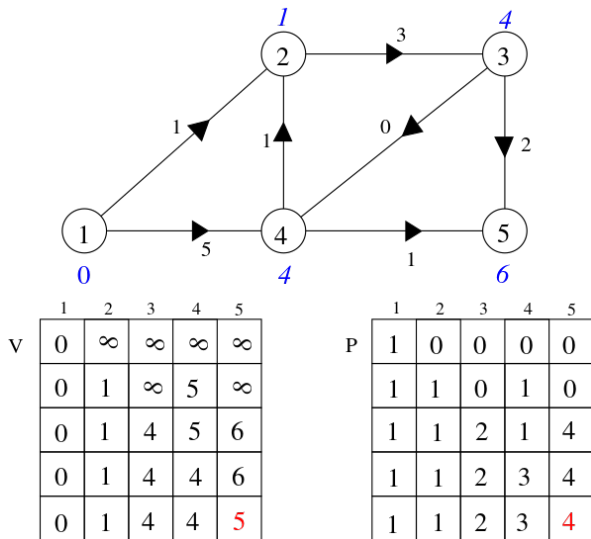 1 4
3
2 3
1 1 0 2
1 4 5
5 1
0 4 6
1 2 3 4 5
V 0 ∞ ∞ ∞ ∞
0 1 ∞ 5 ∞
0 1 4 5 6
0 1 4 4 6
0 1 4 4 5
1 2 3 4 5
P 1 0 0 0 0
1 1 0 1 0
1 1 2 1 4
1 1 2 3 4
1 1 2 3 4